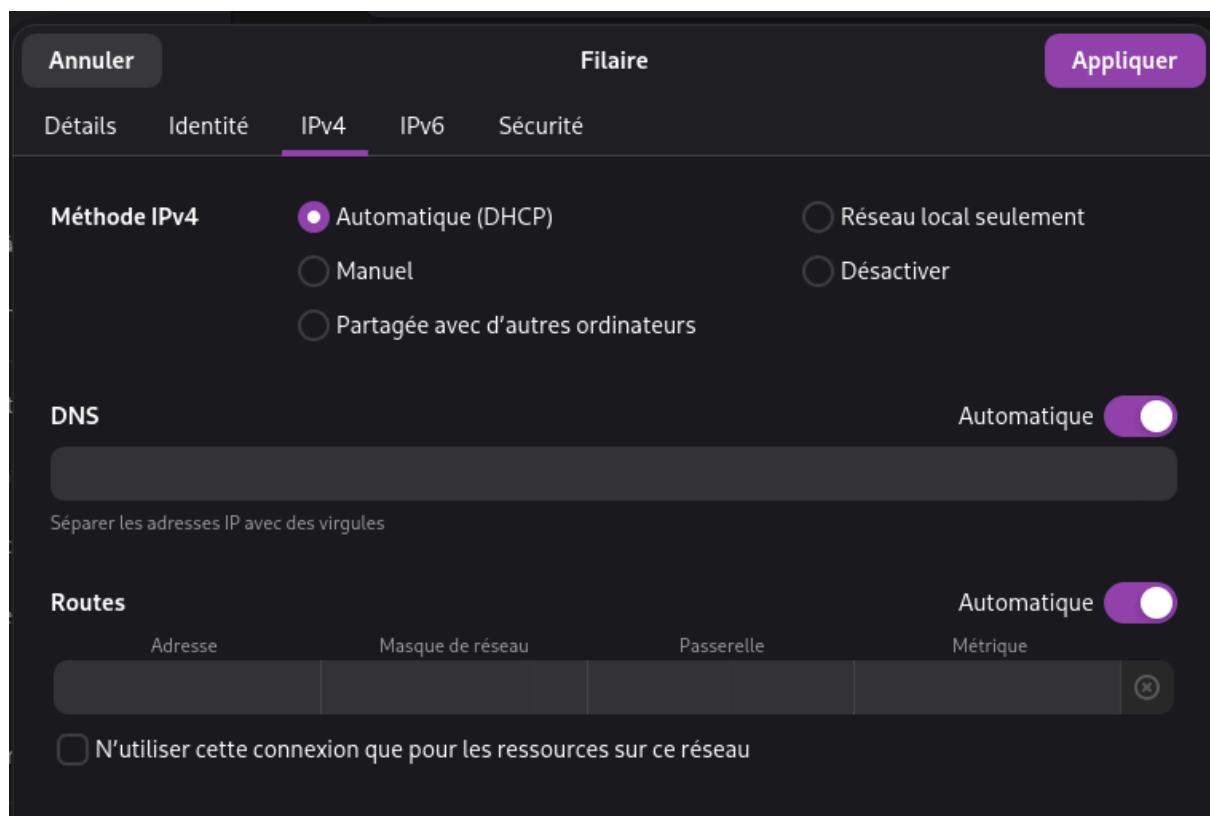 Annuler Filaire Appliquer
Détails Identité IPv4 IPv6 Sécurité
Méthode IPv4 Automatique (DHCP) Réseau local seulement
Manuel Désactiver
Partagée avec d’autres ordinateurs
DNS Automatique
Séparer les adresses IP avec des virgules
Routes Automatique
Adresse Masque de réseau Passerelle Métrique
N’utiliser cette connexion que pour les ressources sur ce réseau